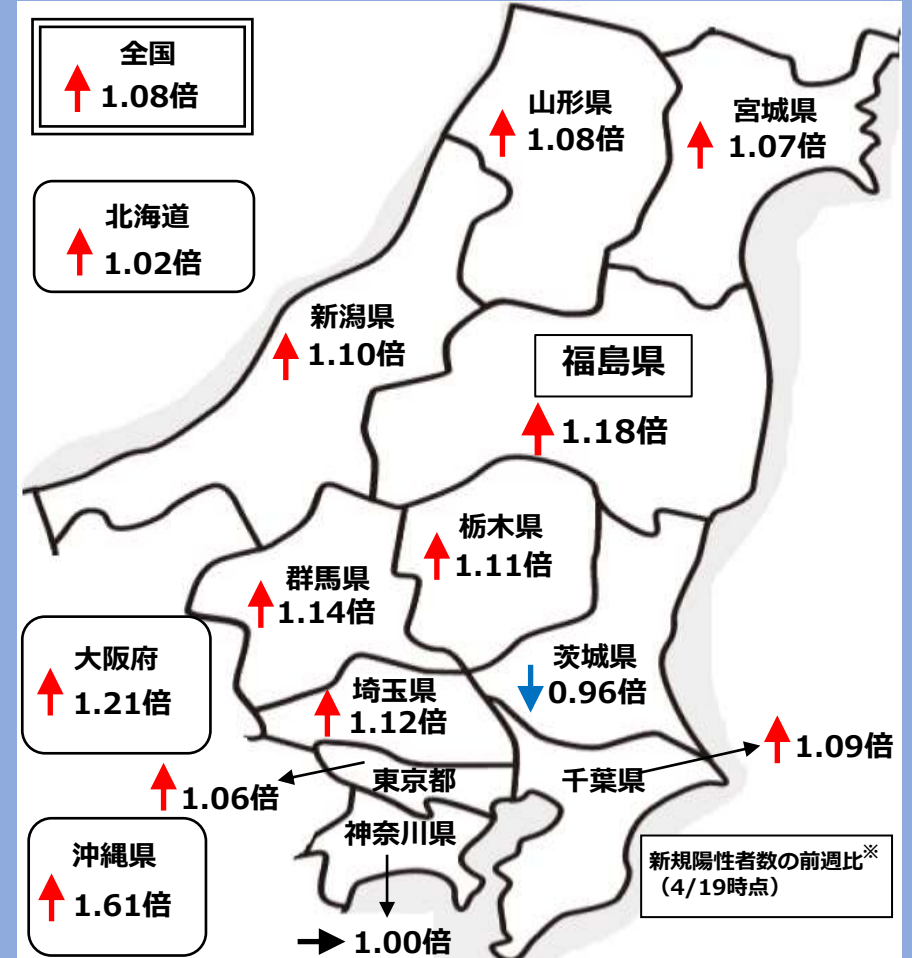 全国
1.08倍
山形県
1.08倍
宮城県
1.07倍
北海道
1.02倍
新潟県
1.10倍
福島県
1.18倍
栃木県
1.11倍
群馬県
1.14倍
大阪府
1.21倍
茨城県
0.96倍
埼玉県
1.12倍
1.09倍
千葉県
東京都
1.06倍
神奈川県
1.00倍
沖縄県
1.61倍
新規陽性者数の前週比※
（4/19時点）